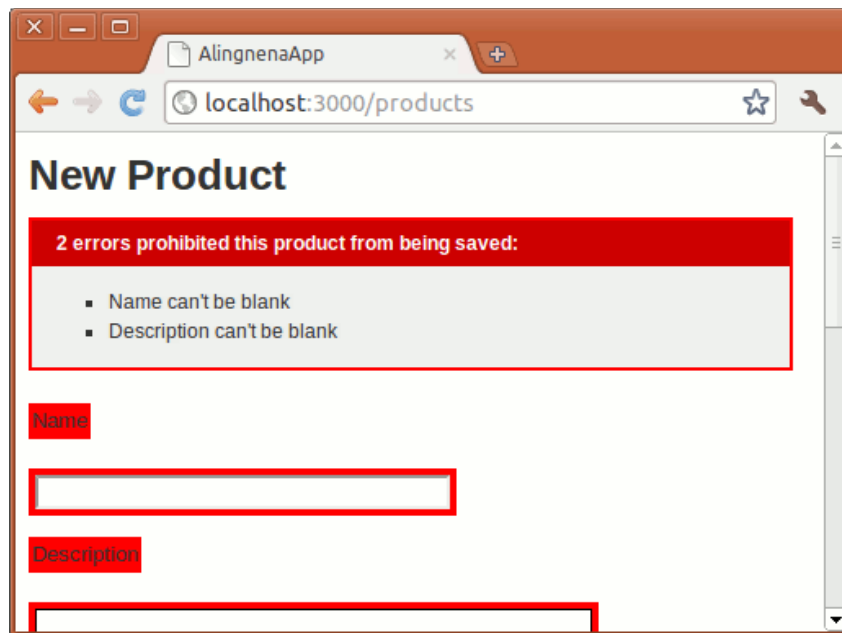 AlingnenaApp
localhost:3000/products
New Product
2 errors prohibited this product from being saved:
Name can't be blank
Description can't be blank
Name
Description